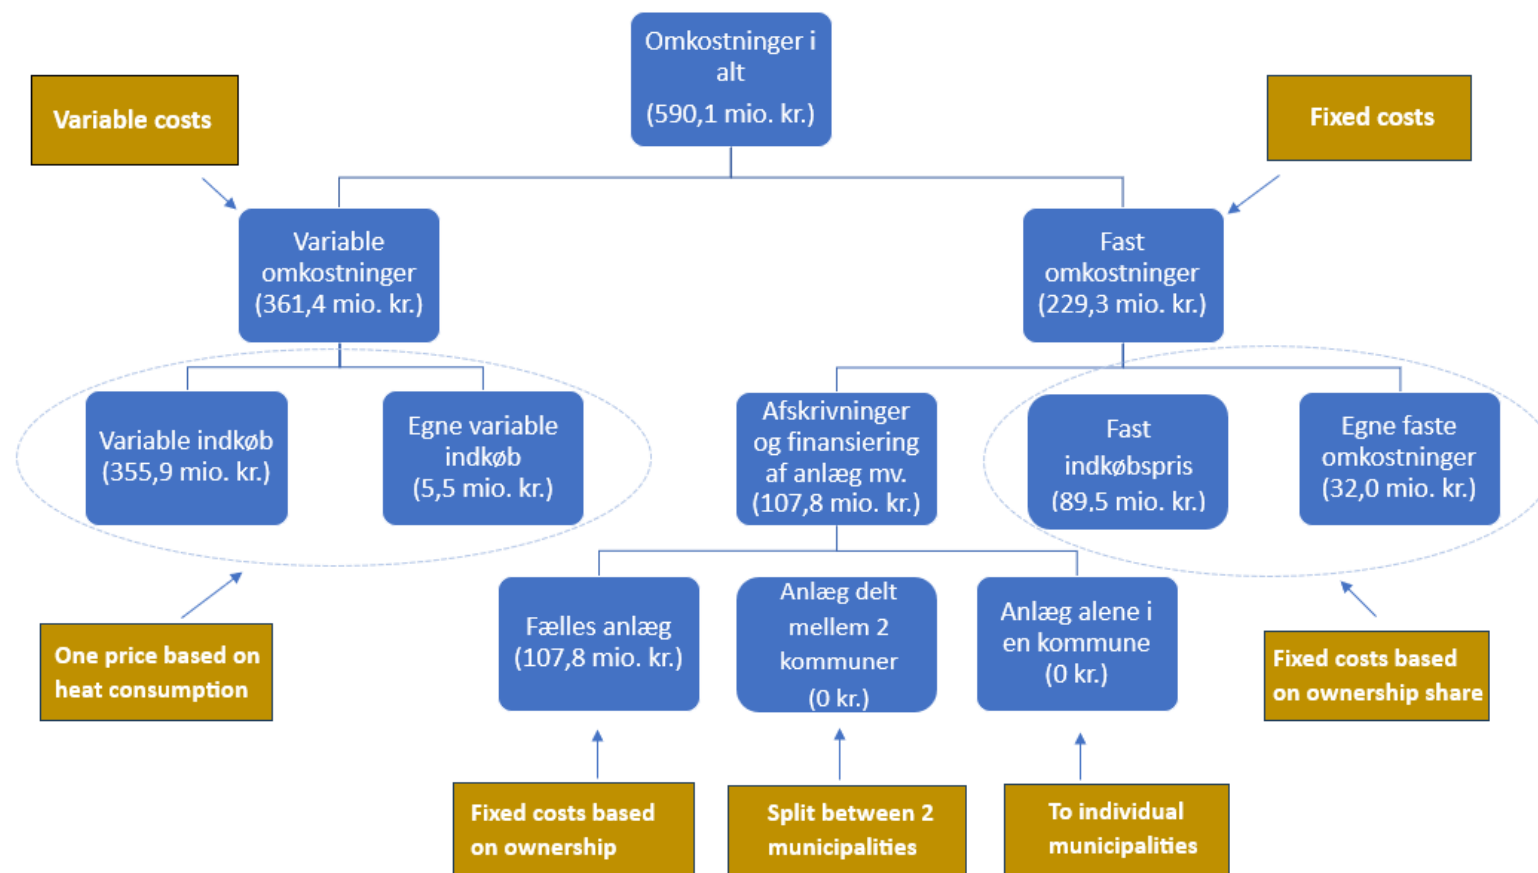 Omkostninger i
alt
(590,1 mio. kr.)
Variable costs
Fixed costs
Variable
omkostninger
(361,4 mio. kr.)
Fast
omkostninger
(229,3 mio. kr.)
Variable indkøb
(355,9 mio. kr.)
Egne variable
indkøb
(5,5 mio. kr.)
Afskrivninger
og finansiering
af anlæg mv.
(107,8 mio. kr.)
Fast
indkøbspris
(89,5 mio. kr.)
Egne faste
omkostninger
(32,0 mio. kr.)
Fælles anlæg
(107,8 mio. kr.)
Anlæg delt
mellem 2
kommuner
(0 kr.)
Anlæg alene i
en kommune
(0 kr.)
One price based on
heat consumption
Fixed costs based
on ownership share
Fixed costs based
on ownership
Split between 2
municipalities
To individual
municipalities